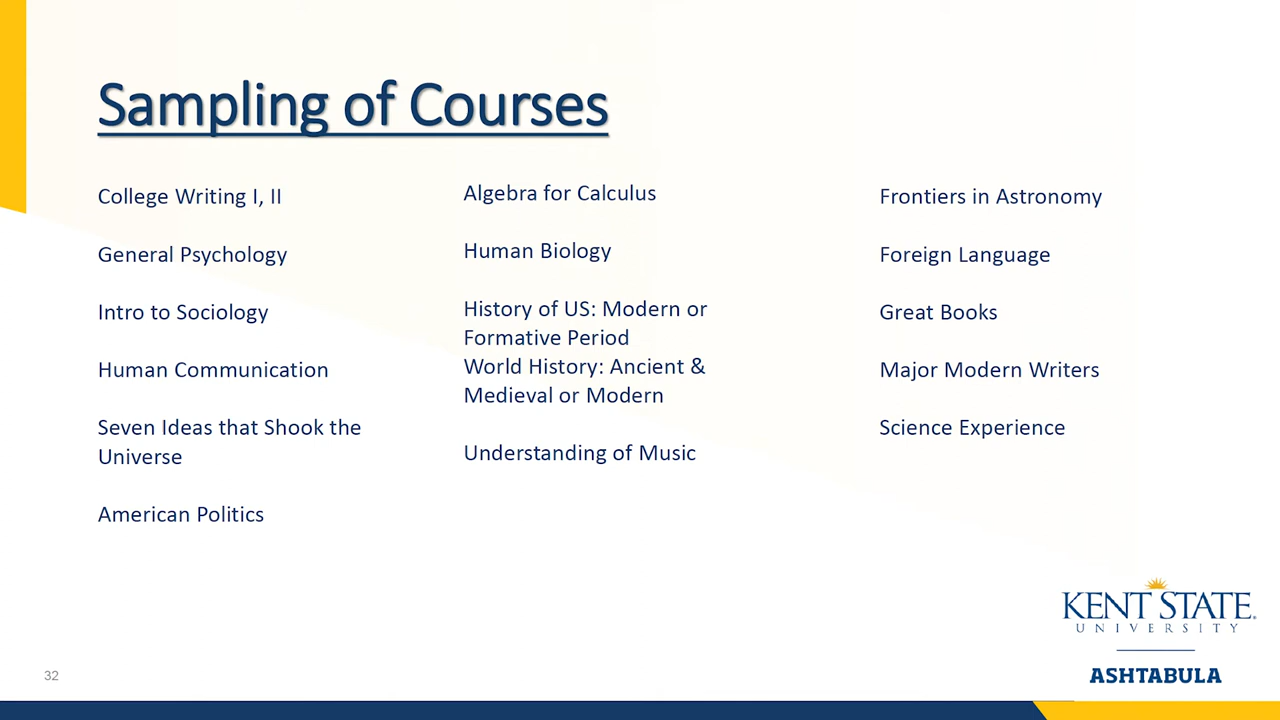 Sampling of Courses
College Writing I, II
General Psychology
Intro to Sociology
Human Communication
Seven Ideas that Shook the
Universe
American Politics
Algebra for Calculus
Human Biology
History of US: Modern or
Formative Period
World History: Ancient &
Medieval or Modern
Understanding of Music
Frontiers in Astronomy
Foreign Language
Great Books
Major Modern Writers
Science Experience
KENT STATE®
UNIVERSITY
ASHTABULA
32